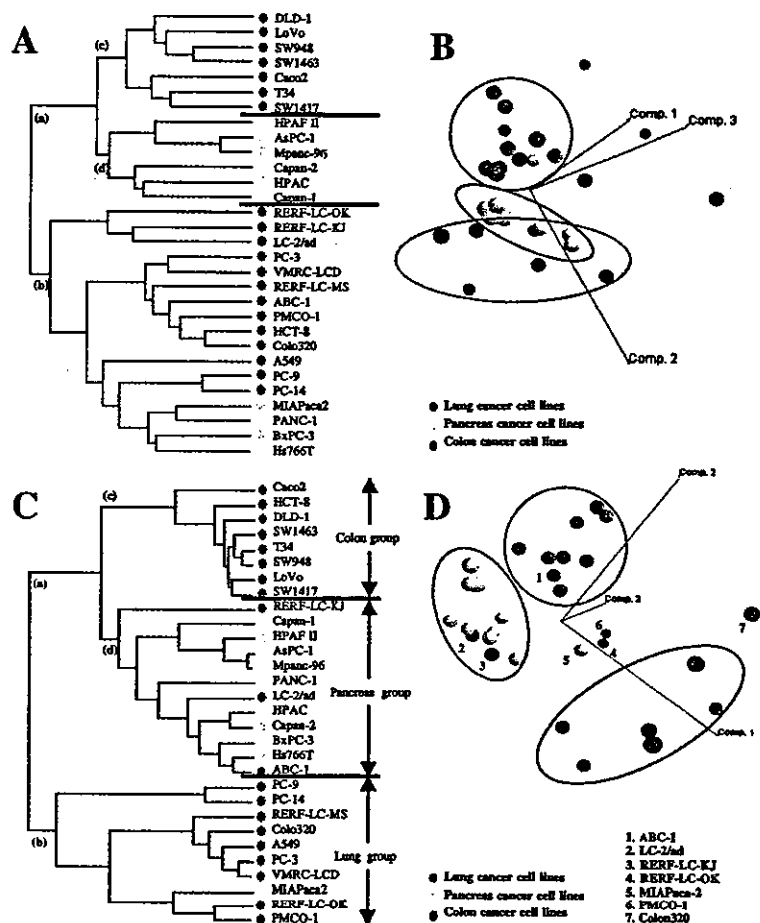 A
(a)
(c)
(d)
(b)
DLD-1
LoVo
SW948
SW1463
Caco2
T34
SW1417
HPAF II
AsPC-1
Mpanc-96
Capan-2
HPAC
Capan-1
RERF-LC-OK
RERF-LC-KJ
LC-2/ad
PC-3
VMRC-LCD
RERF-LC-MS
ABC-1
PMCO-1
HCT-8
Colo320
A549
PC-9
PC-14
MIAPaca2
PANC-1
BxPC-3
Hs766T
B
Comp. 1
Comp. 3
Comp. 2
Lung cancer cell lines
Pancreas cancer cell lines
Colon cancer cell lines
C
(a)
(c)
(d)
(b)
Caco2
HCT-8
DLD-1
SW1463
T34
SW948
LoVo
SW1417
RERF-LC-KJ
Capan-1
HPAF II
AsPC-1
Mpanc-96
PANC-1
LC-2/ad
HPAC
Capan-2
BxPC-3
Hs766T
ABC-1
PC-9
PC-14
RERF-LC-MS
Colo320
A549
PC-3
VMRC-LCD
MIAPaca2
RERF-LC-OK
PMCO-1
Colon group
Pancreas group
Lung group
D
Comp. 2
Comp. 3
Comp. 1
1
2
3
4
5
6
7
Lung cancer cell lines
Pancreas cancer cell lines
Colon cancer cell lines
1. ABC-1
2. LC-2/ad
3. RERF-LC-KJ
4. RERF-LC-OK
5. MIAPaca-2
6. PMCO-1
7. Colon320